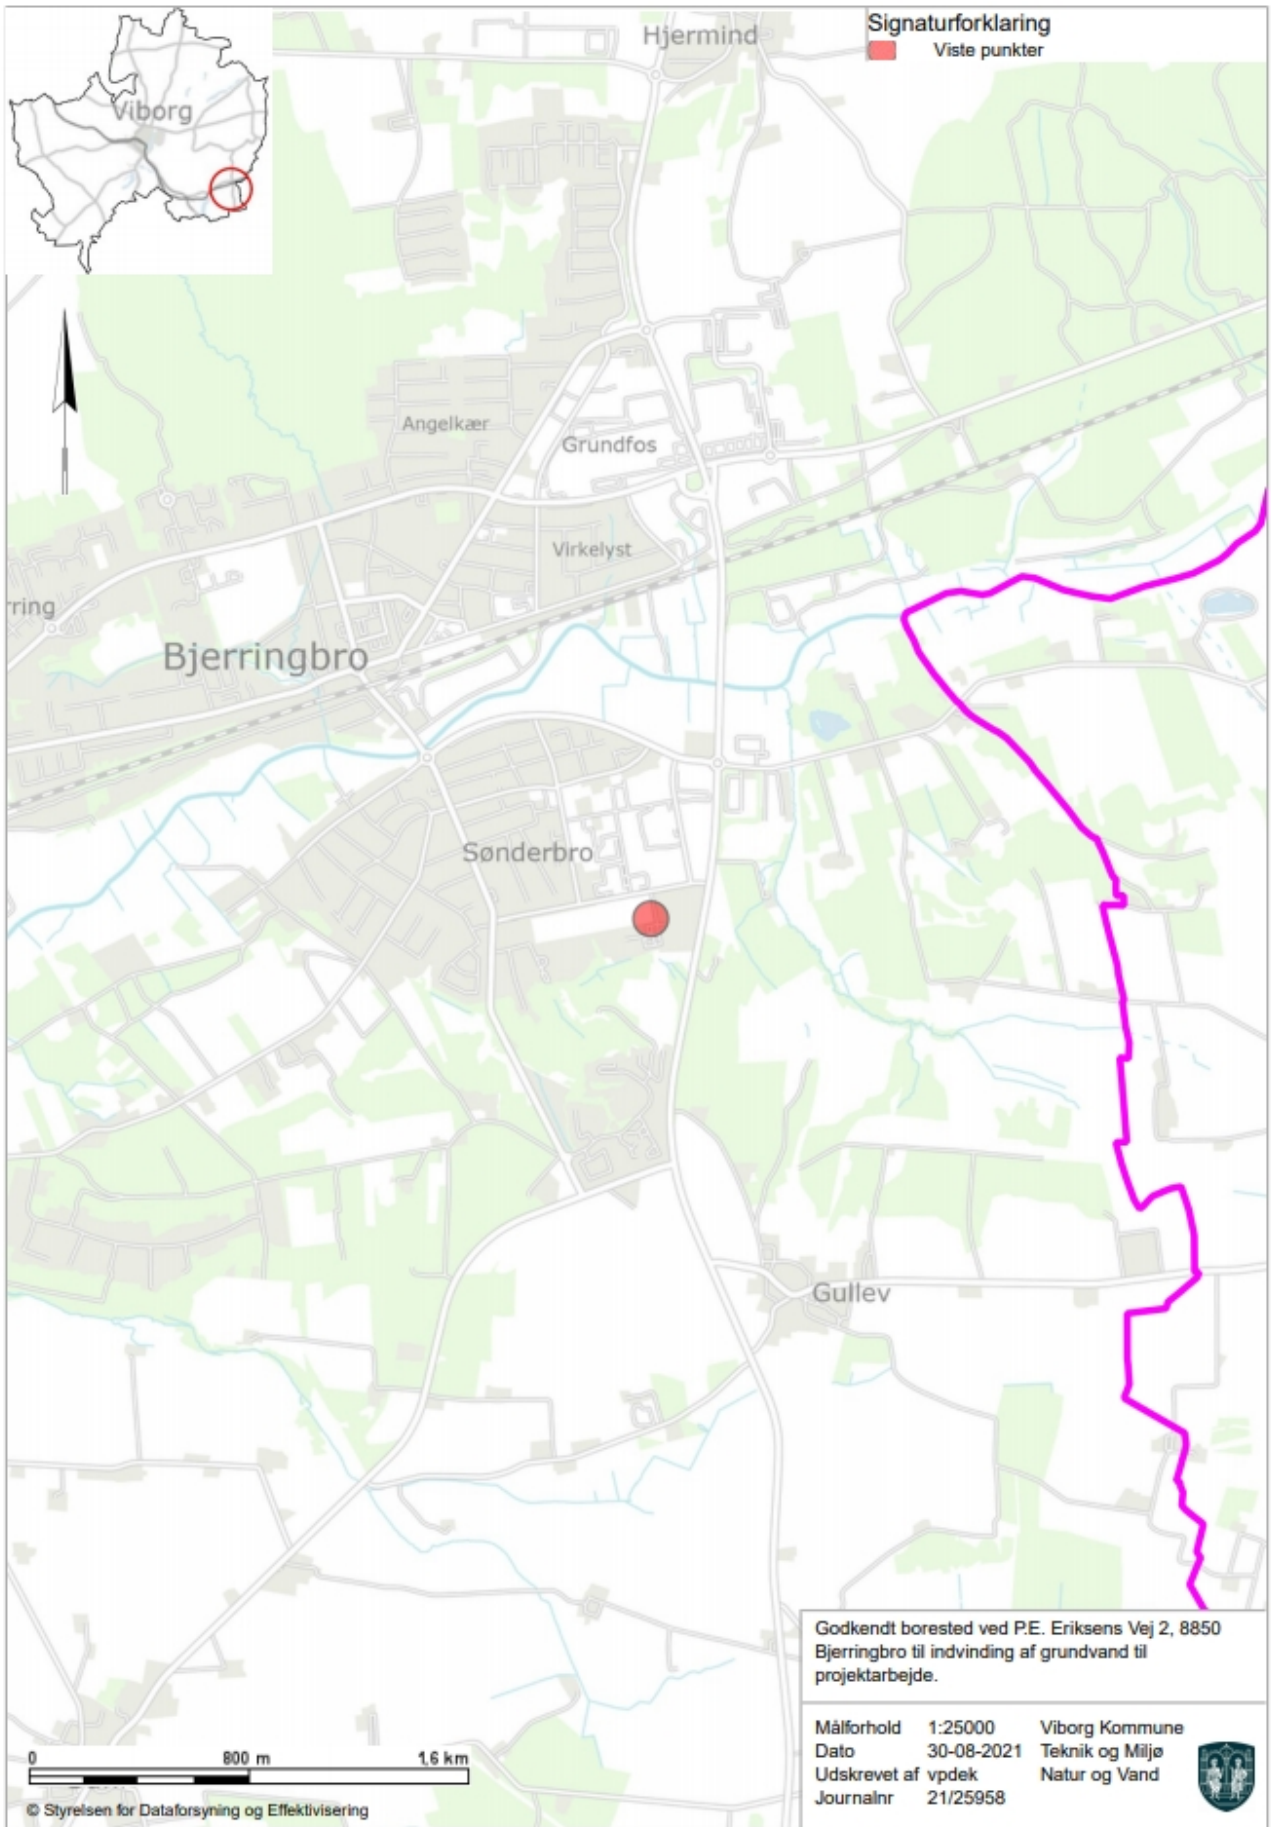 Signaturforklaring
Viste punkter
Hjermind
Viborg
Angelkær
Grundfos
Virkelyst
rring
Bjerringbro
Sønderbro
Gullev
Godkendt borested ved P.E. Eriksens Vej 2, 8850
Bjerringbro til indvinding af grundvand til
projektarbejde.
Målforhold 1:25000 Viborg Kommune
Dato 30-08-2021 Teknik og Miljø
Udskrevet af vpdek Natur og Vand
Journalnr 21/25958
0 800 m 1,6 km
© Styrelsen for Dataforsyning og Effektivisering